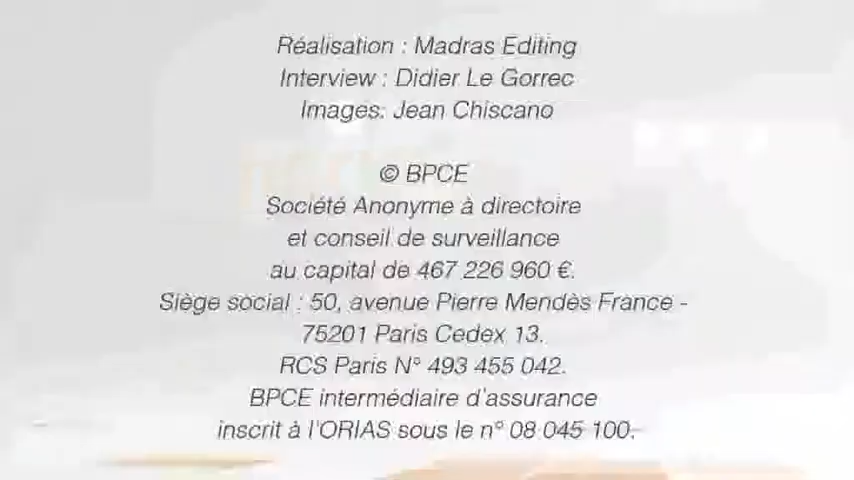 Réalisation : Madras Editing
Interview : Didier Le Gorrec
Images: Jean Chiscano
© BPCE
Société Anonyme à directoire
et conseil de surveillance
au capital de 467 226 960 €.
Siège social : 50, avenue Pierre Mendès France -
75201 Paris Cedex 13.
RCS Paris N° 493 455 042.
BPCE intermédiaire d'assurance
inscrit à l'ORIAS sous le n° 08 045 100.